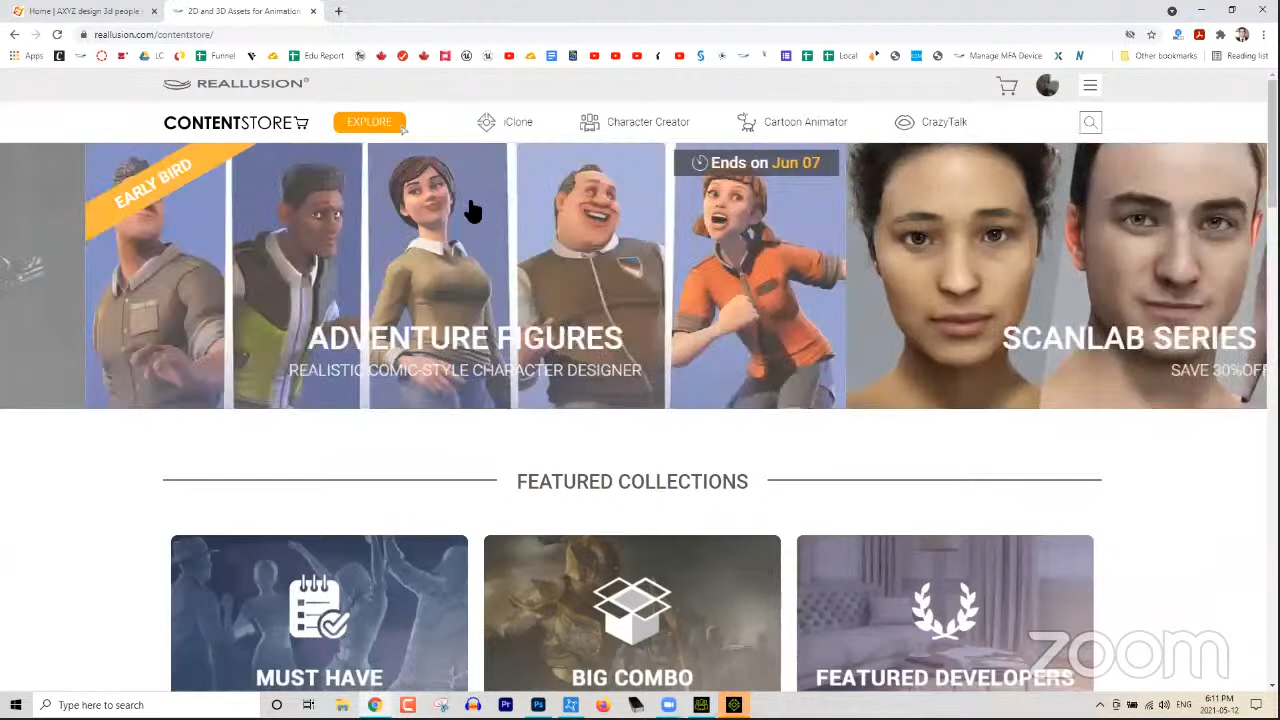 Home | AXYZ design 3d people
2D and 3D Assets for Animation
reallusion.com/contentstore/
Apps
LC
Funnel
Edu Report
Local
Manage MFA Device
Other bookmarks
Reading list
REALLUSION
CONTENTSTORE
EXPLORE
iClone
Character Creator
Cartoon Animator
CrazyTalk
EARLY BIRD
Ends on Jun 07
ADVENTURE FIGURES
REALISTIC COMIC-STYLE CHARACTER DESIGNER
SCANLAB SERIES
SAVE 30%OFF
FEATURED COLLECTIONS
MUST HAVE
BIG COMBO
FEATURED DEVELOPERS
zoom
Type here to search
ENG
6:11 PM
2021-05-12